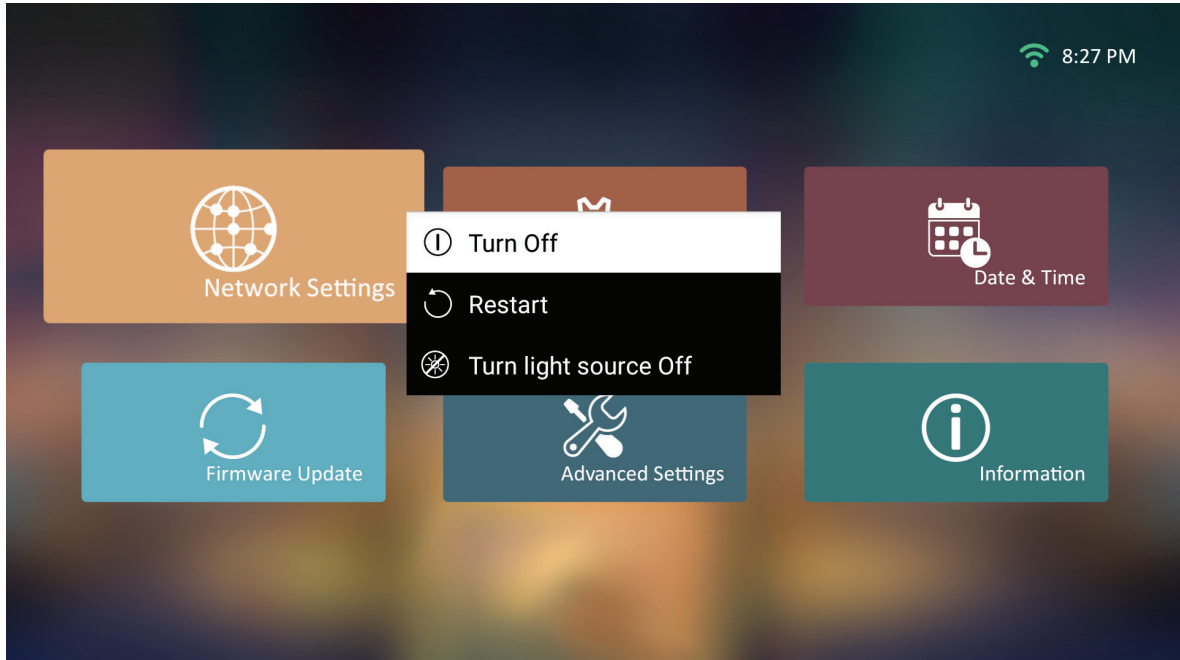 8:27 PM
Network Settings
Turn Off
Restart
Turn light source Off
Date & Time
Firmware Update
Advanced Settings
Information